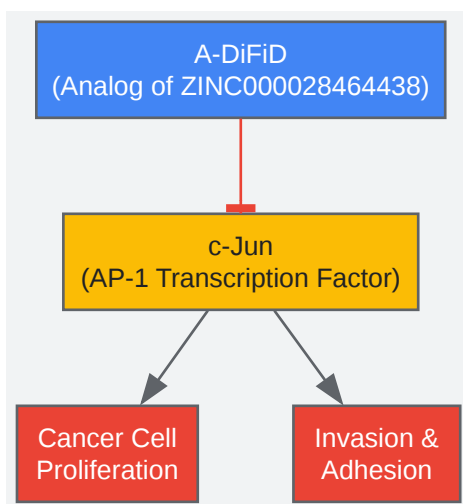 A-DiFiD
(Analog of ZINC000028464438)
c-Jun
(AP-1 Transcription Factor)
Cancer Cell
Proliferation
Invasion &
Adhesion